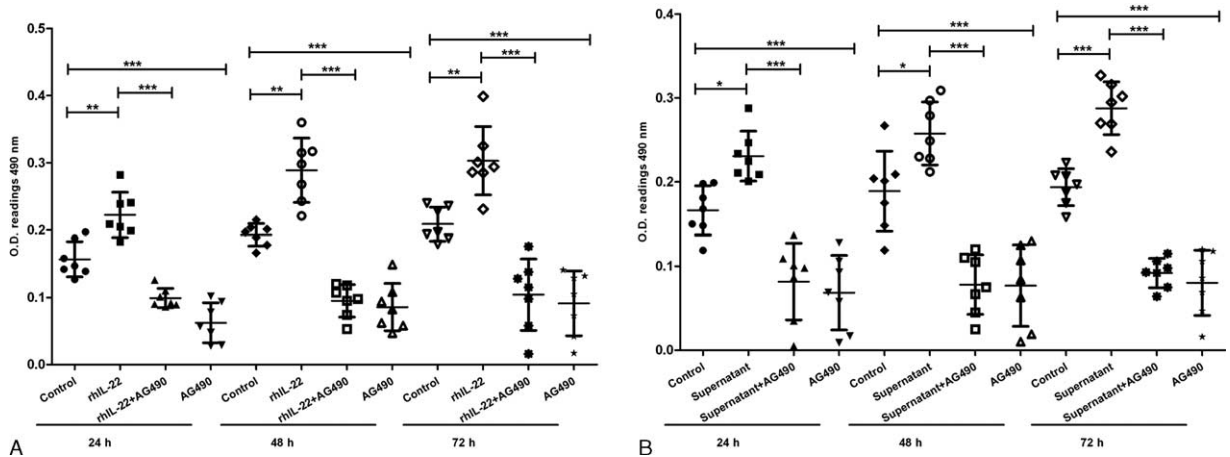 0.5
0.4
0.3
0.2
0.1
0.0
O.D. readings 490 nm
***
**
***
***
**
***
***
**
***
Control
rhIL-22
rhIL-22+AG490
AG490
Control
rhIL-22
rhIL-22+AG490
AG490
Control
rhIL-22
rhIL-22+AG490
AG490
24 h
48 h
72 h
A
0.4
0.3
0.2
0.1
0.0
O.D. readings 490 nm
***
*
***
***
*
***
***
***
***
Control
Supernatant
Supernatant+AG490
AG490
Control
Supernatant
Supernatant+AG490
AG490
Control
Supernatant
Supernatant+AG490
AG490
24 h
48 h
72 h
B